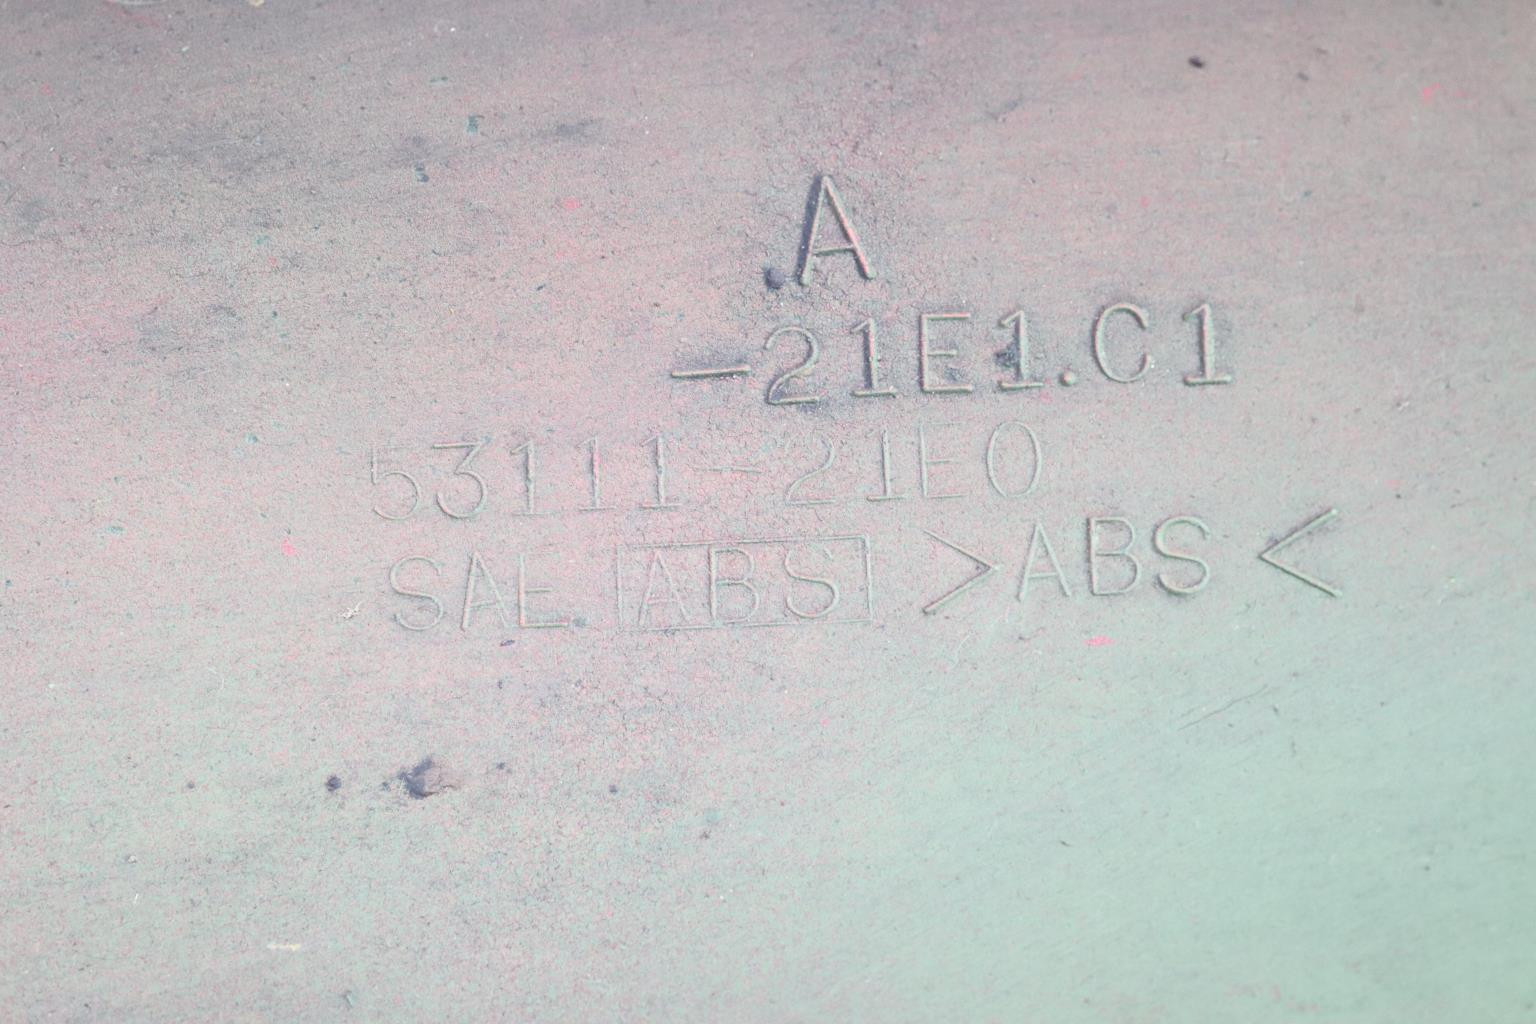 A
-21E1.C1
53111-21E0
SAE ABS >ABS<